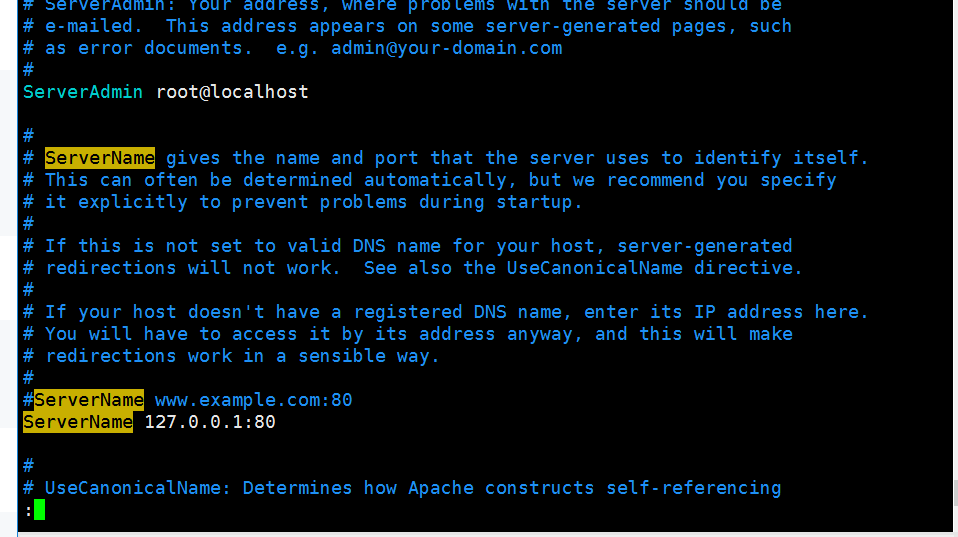 # ServerAdmin: Your address, where problems with the server should be
# e-mailed.  This address appears on some server-generated pages, such
# as error documents.  e.g. admin@your-domain.com
#
ServerAdmin root@localhost
#
# ServerName gives the name and port that the server uses to identify itself.
# This can often be determined automatically, but we recommend you specify
# it explicitly to prevent problems during startup.
#
# If this is not set to valid DNS name for your host, server-generated
# redirections will not work.  See also the UseCanonicalName directive.
#
# If your host doesn't have a registered DNS name, enter its IP address here.
# You will have to access it by its address anyway, and this will make
# redirections work in a sensible way.
#
#ServerName www.example.com:80
ServerName 127.0.0.1:80
#
# UseCanonicalName: Determines how Apache constructs self-referencing
: